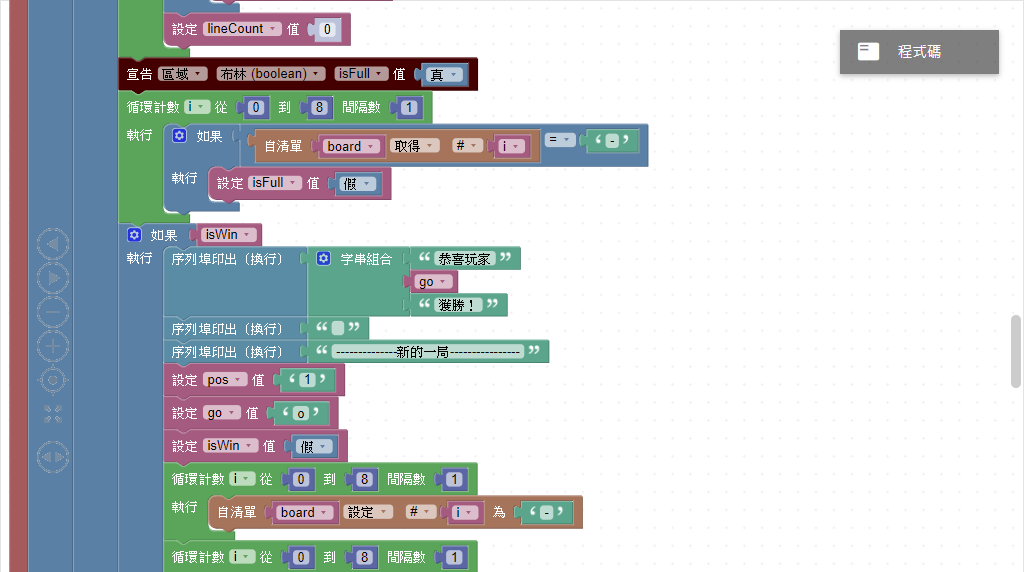 設定 lineCount 值 0
程式碼
宣告 區域 布林 (boolean) isFull 值 真
循環計數 i 從 0 到 8 間隔數 1
執行 如果 自清單 board 取得 # i = “ - ”
執行 設定 isFull 值 假
如果 isWin
執行 序列埠印出（換行） 字串組合 “ 恭喜玩家 ”
go
“ 獲勝！ ”
序列埠印出（換行） “ ”
序列埠印出（換行） “ -------------新的一局--------------- ”
設定 pos 值 ‘ 1 ’
設定 go 值 ‘ o ’
設定 isWin 值 假
循環計數 i 從 0 到 8 間隔數 1
執行 自清單 board 設定 # i 為 ‘ - ’
循環計數 i 從 0 到 8 間隔數 1